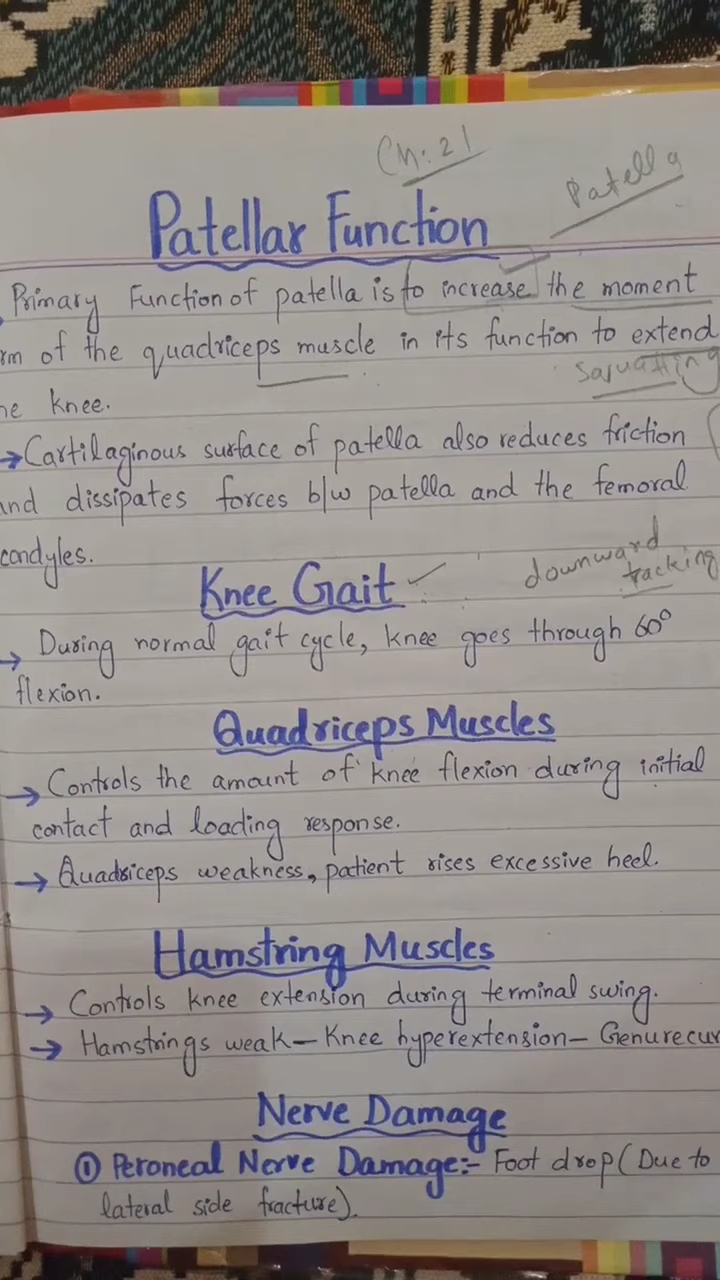 Ch: 21
Patella
Patellar Function
Primary Function of patella is to increase the moment
rm of the quadriceps muscle in its function to extend
squatting
he knee.
→ Cartilaginous surface of patella also reduces friction
and dissipates forces b/w patella and the femoral
condyles.
downward
tracking
Knee Gait
→ During normal gait cycle, knee goes through 60°
flexion.
Quadriceps Muscles
→ Controls the amount of knee flexion during initial
contact and loading response.
→ Quadriceps weakness, patient rises excessive heel.
Hamstring Muscles
→ Controls knee extension during terminal swing.
→ Hamstrings weak – Knee hyperextension – Genurecur
Nerve Damage
① Peroneal Nerve Damage:- Foot drop (Due to
lateral side fracture).